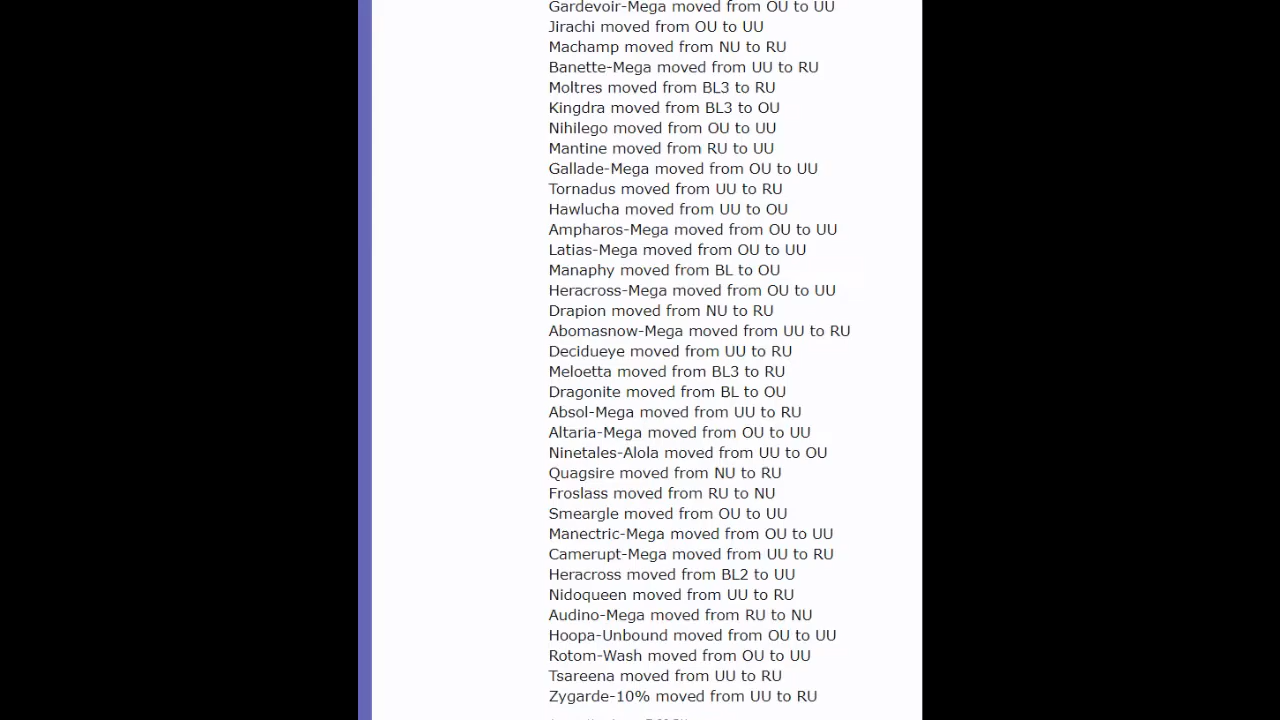 Gardevoir-Mega moved from OU to UU
Jirachi moved from OU to UU
Machamp moved from NU to RU
Banette-Mega moved from UU to RU
Moltres moved from BL3 to RU
Kingdra moved from BL3 to OU
Nihilego moved from OU to UU
Mantine moved from RU to UU
Gallade-Mega moved from OU to UU
Tornadus moved from UU to RU
Hawlucha moved from UU to OU
Ampharos-Mega moved from OU to UU
Latias-Mega moved from OU to UU
Manaphy moved from BL to OU
Heracross-Mega moved from OU to UU
Drapion moved from NU to RU
Abomasnow-Mega moved from UU to RU
Decidueye moved from UU to RU
Meloetta moved from BL3 to RU
Dragonite moved from BL to OU
Absol-Mega moved from UU to RU
Altaria-Mega moved from OU to UU
Ninetales-Alola moved from UU to OU
Quagsire moved from NU to RU
Froslass moved from RU to NU
Smeargle moved from OU to UU
Manectric-Mega moved from OU to UU
Camerupt-Mega moved from UU to RU
Heracross moved from BL2 to UU
Nidoqueen moved from UU to RU
Audino-Mega moved from RU to NU
Hoopa-Unbound moved from OU to UU
Rotom-Wash moved from OU to UU
Tsareena moved from UU to RU
Zygarde-10% moved from UU to RU